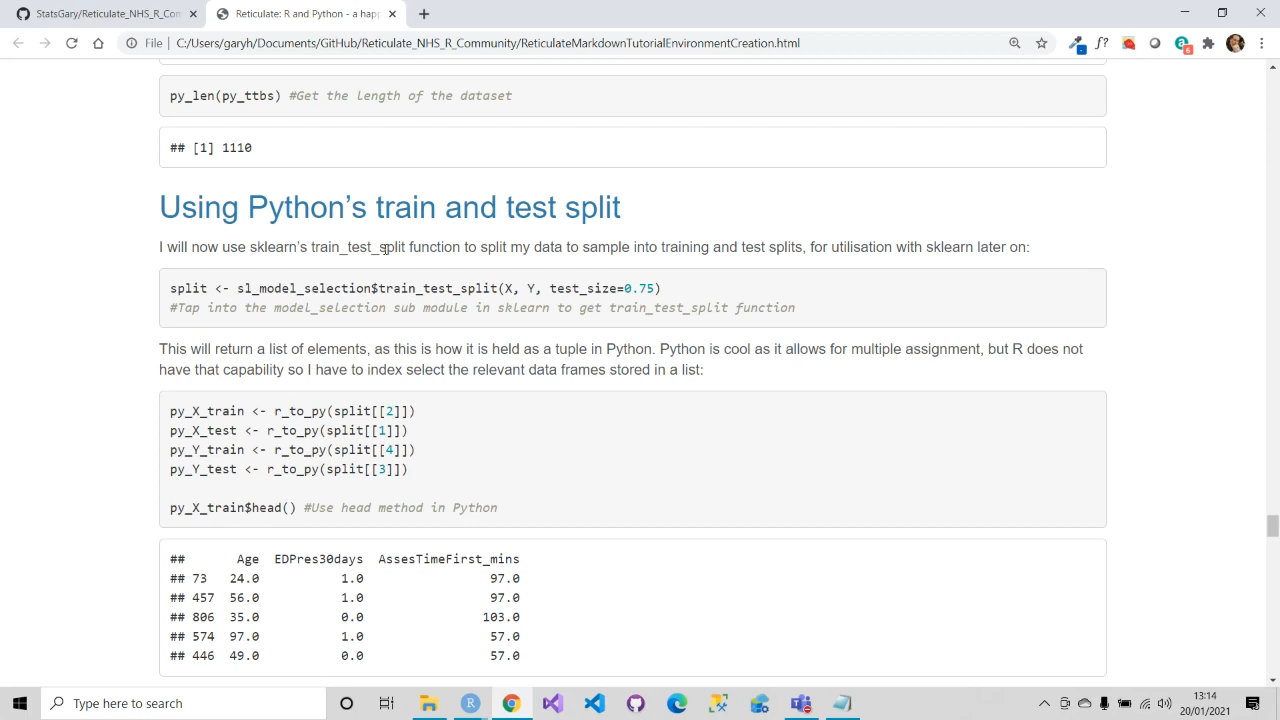 StatsGary/Reticulate_NHS_R_Com
Reticulate: R and Python - a hap
File
C:/Users/garyh/Documents/GitHub/Reticulate_NHS_R_Community/ReticulateMarkdownTutorialEnvironmentCreation.html
py_len(py_ttbs) #Get the length of the dataset
## [1] 1110
Using Python's train and test split
I will now use sklearn's train_test_split function to split my data to sample into training and test splits, for utilisation with sklearn later on:
split <- sl_model_selection$train_test_split(X, Y, test_size=0.75)
#Tap into the model_selection sub module in sklearn to get train_test_split function
This will return a list of elements, as this is how it is held as a tuple in Python. Python is cool as it allows for multiple assignment, but R does not
have that capability so I have to index select the relevant data frames stored in a list:
py_X_train <- r_to_py(split[[2]])
py_X_test <- r_to_py(split[[1]])
py_Y_train <- r_to_py(split[[4]])
py_Y_test <- r_to_py(split[[3]])
py_X_train$head() #Use head method in Python
## Age EDPres30days AssesTimeFirst_mins
## 73 24.0 1.0 97.0
## 457 56.0 1.0 97.0
## 806 35.0 0.0 103.0
## 574 97.0 1.0 57.0
## 446 49.0 0.0 57.0
Type here to search
13:14
20/01/2021